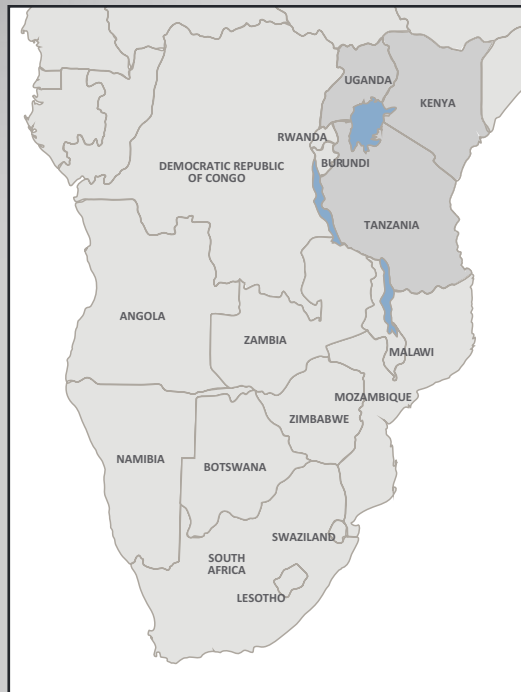 UGANDA
KENYA
RWANDA
BURUNDI
DEMOCRATIC REPUBLIC
OF CONGO
TANZANIA
ANGOLA
ZAMBIA
MALAWI
MOZAMBIQUE
ZIMBABWE
NAMIBIA
BOTSWANA
SWAZILAND
SOUTH
AFRICA
LESOTHO